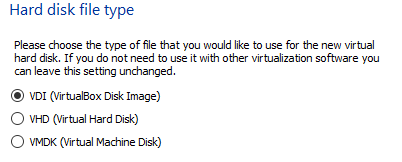 Hard disk file type
Please choose the type of file that you would like to use for the new virtual
hard disk. If you do not need to use it with other virtualization software you
can leave this setting unchanged.
VDI (VirtualBox Disk Image)
VHD (Virtual Hard Disk)
VMDK (Virtual Machine Disk)